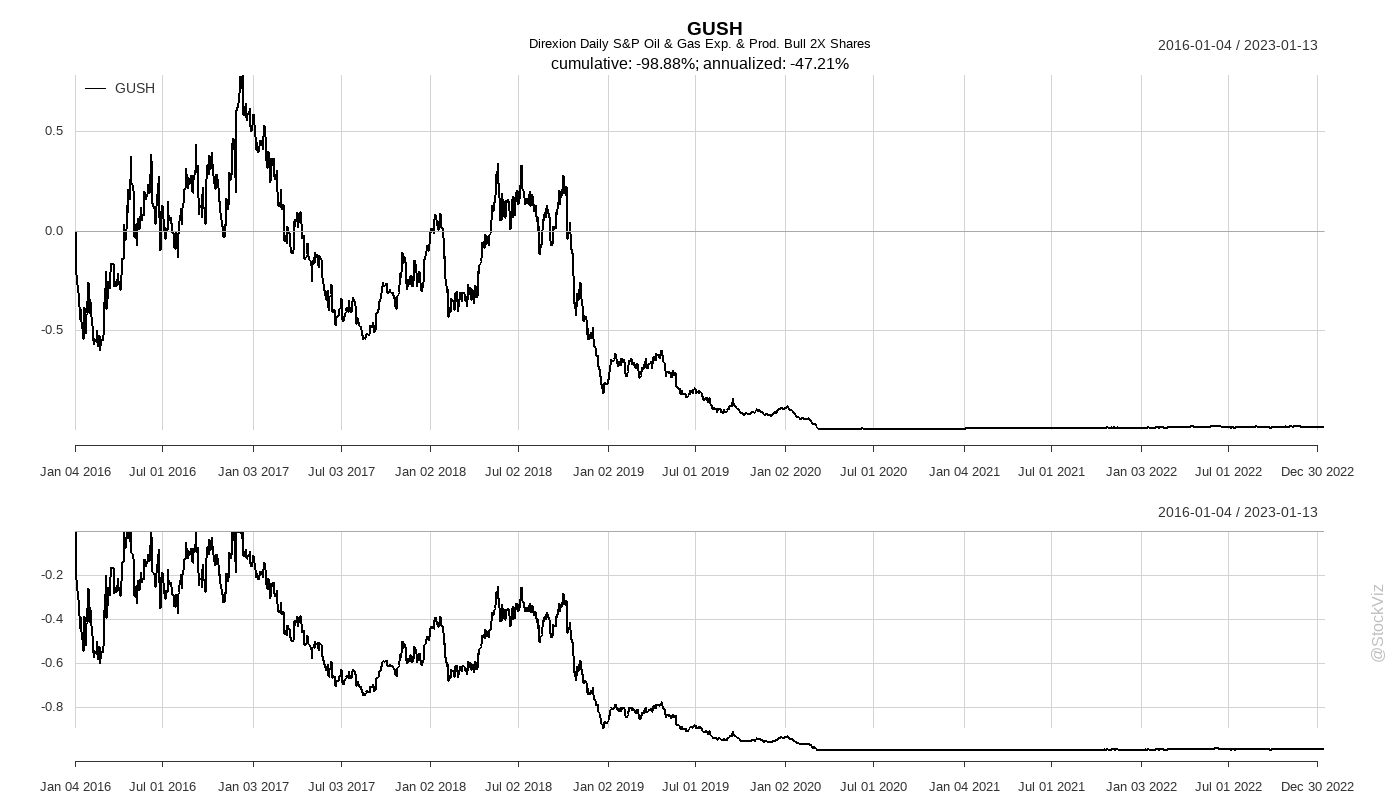 GUSH
Direxion Daily S&P Oil & Gas Exp. & Prod. Bull 2X Shares
cumulative: -98.88%; annualized: -47.21%
2016-01-04 / 2023-01-13
GUSH
0.5
0.0
-0.5
Jan 04 2016 Jul 01 2016 Jan 03 2017 Jul 03 2017 Jan 02 2018 Jul 02 2018 Jan 02 2019 Jul 01 2019 Jan 02 2020 Jul 01 2020 Jan 04 2021 Jul 01 2021 Jan 03 2022 Jul 01 2022 Dec 30 2022
2016-01-04 / 2023-01-13
-0.2
-0.4
-0.6
-0.8
Jan 04 2016 Jul 01 2016 Jan 03 2017 Jul 03 2017 Jan 02 2018 Jul 02 2018 Jan 02 2019 Jul 01 2019 Jan 02 2020 Jul 01 2020 Jan 04 2021 Jul 01 2021 Jan 03 2022 Jul 01 2022 Dec 30 2022
@StockViz